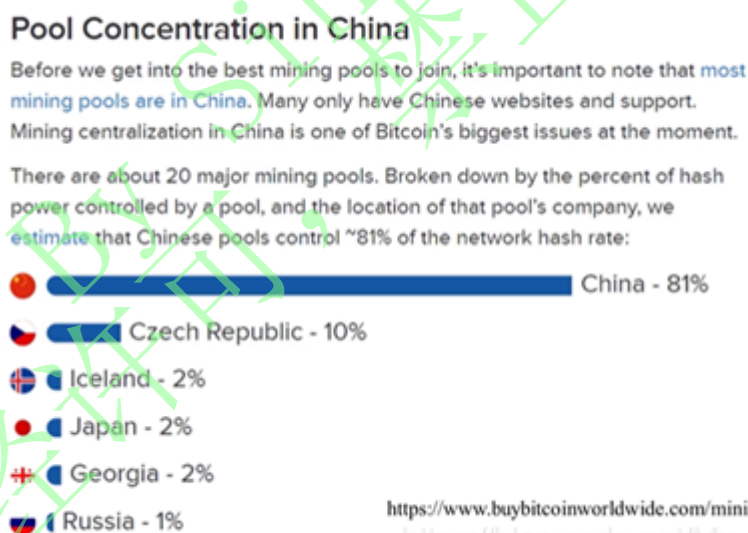 Pool Concentration in China
Before we get into the best mining pools to join, it's important to note that most
mining pools are in China. Many only have Chinese websites and support.
Mining centralization in China is one of Bitcoin's biggest issues at the moment.
There are about 20 major mining pools. Broken down by the percent of hash
power controlled by a pool, and the location of that pool's company, we
estimate that Chinese pools control ~81% of the network hash rate:
China - 81%
Czech Republic - 10%
Iceland - 2%
Japan - 2%
Georgia - 2%
Russia - 1%
https://www.buybitcoinworldwide.com/mini